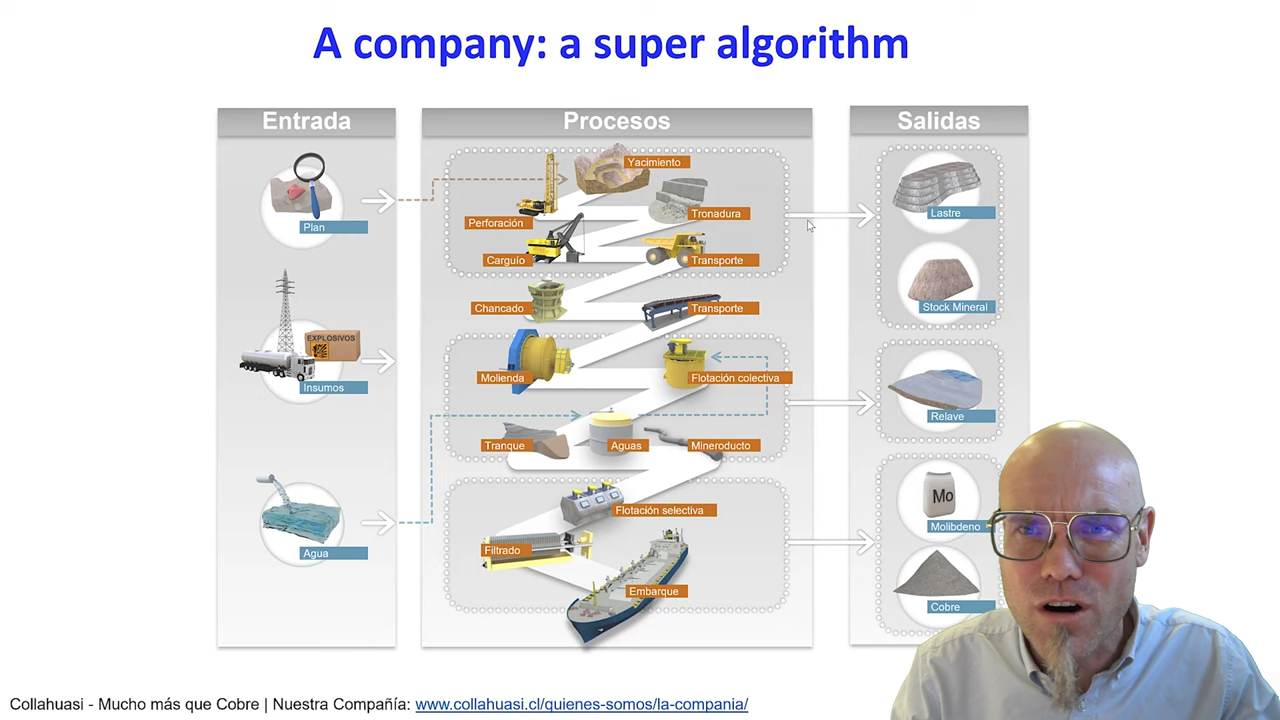 A company: a super algorithm
Entrada
Procesos
Salidas
Plan
EXPLOSIVOS
Insumos
Agua
Yacimiento
Perforación
Tronadura
Carguío
Transporte
Chancado
Transporte
Molienda
Flotación colectiva
Tranque
Aguas
Mineroducto
Flotación selectiva
Filtrado
Embarque
Lastre
Stock Mineral
Relave
Mo
Molibdeno
Cobre
Collahuasi - Mucho más que Cobre | Nuestra Compañía: www.collahuasi.cl/quienes-somos/la-compania/